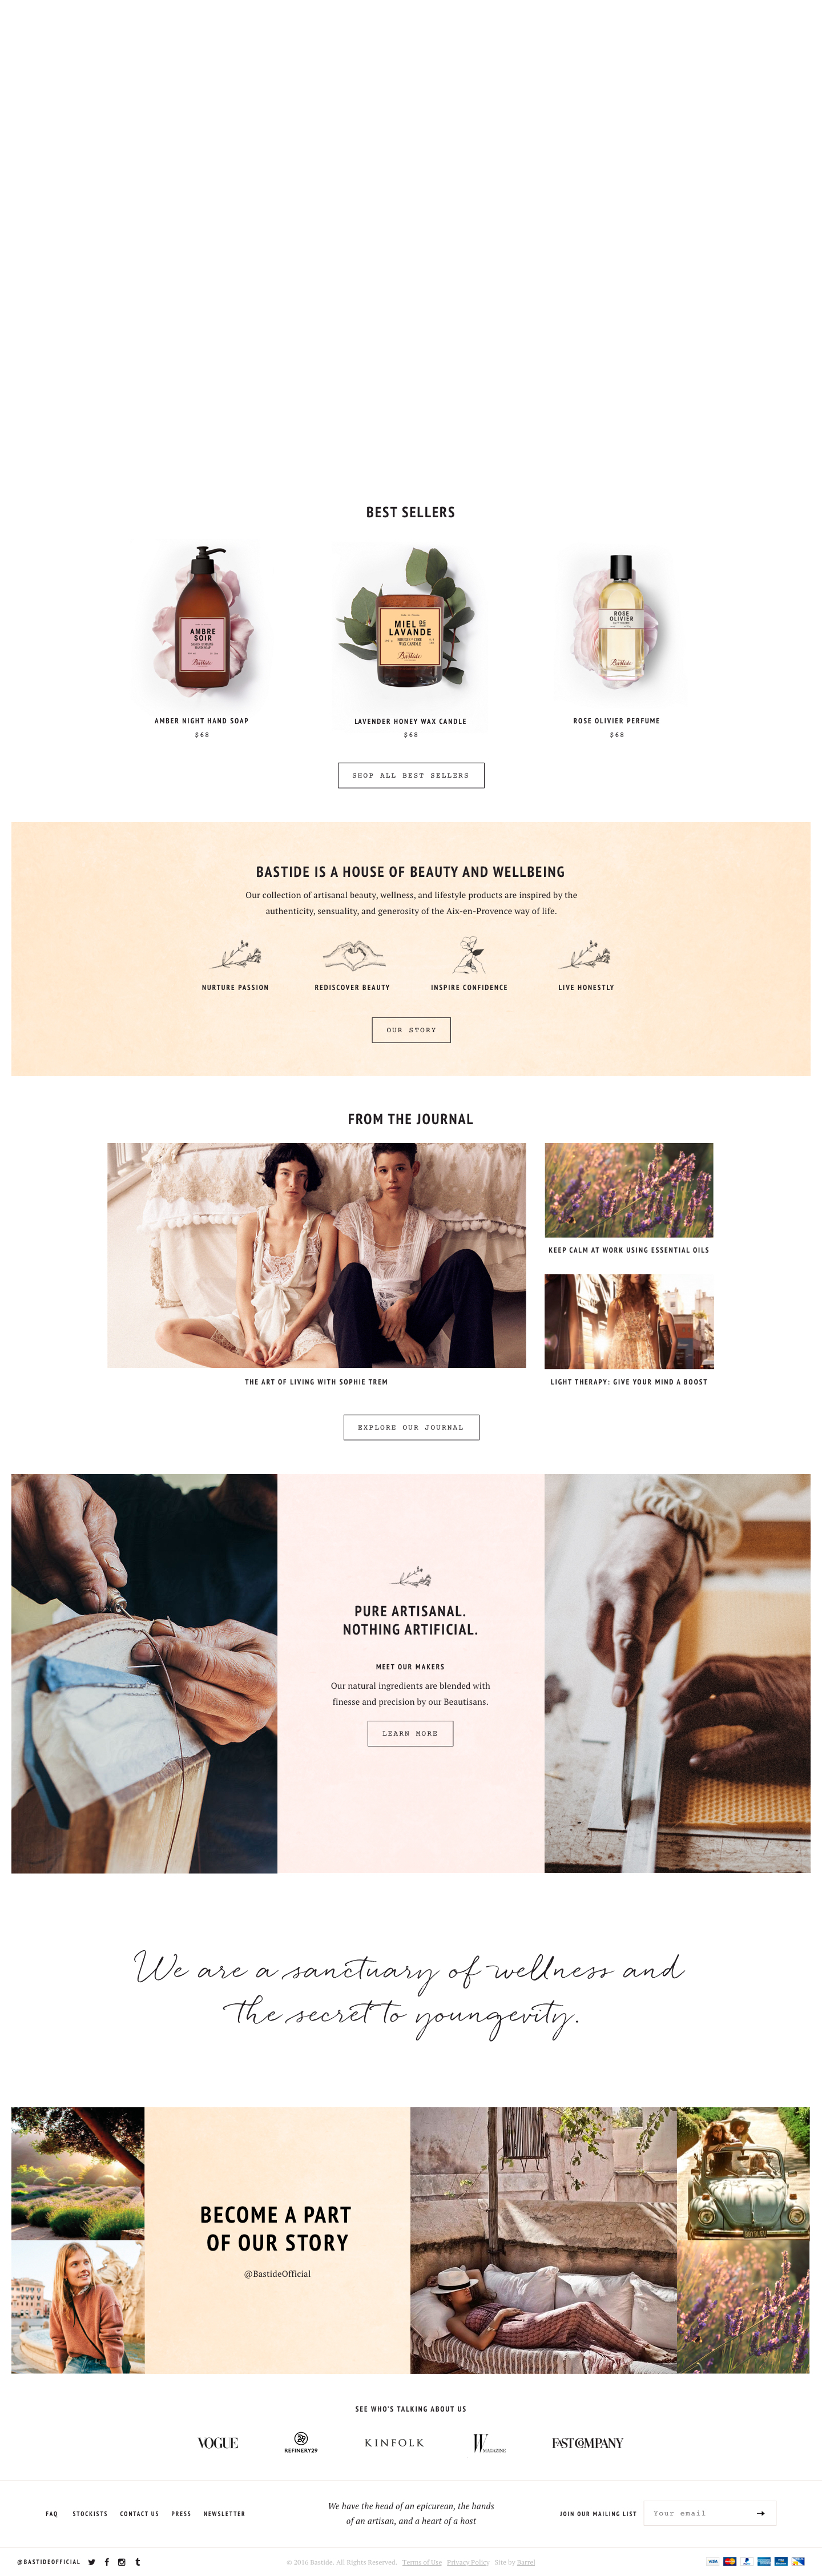 BEST SELLERS
AMBRE
SOIR
MIEL DE
LAVANDE
ROSE
OLIVIER
Bastide
Bastide
Bastide
AMBER NIGHT HAND SOAP
LAVENDER HONEY WAX CANDLE
ROSE OLIVIER PERFUME
$68
$68
$68
SHOP ALL BEST SELLERS
BASTIDE IS A HOUSE OF BEAUTY AND WELLBEING
Our collection of artisanal beauty, wellness, and lifestyle products are inspired by the
authenticity, sensuality, and generosity of the Aix-en-Provence way of life.
NURTURE PASSION
REDISCOVER BEAUTY
INSPIRE CONFIDENCE
LIVE HONESTLY
OUR STORY
FROM THE JOURNAL
KEEP CALM AT WORK USING ESSENTIAL OILS
THE ART OF LIVING WITH SOPHIE TREM
LIGHT THERAPY: GIVE YOUR MIND A BOOST
EXPLORE OUR JOURNAL
PURE ARTISANAL.
NOTHING ARTIFICIAL.
MEET OUR MAKERS
Our natural ingredients are blended with
finesse and precision by our Beautisans.
LEARN MORE
We are a sanctuary of wellness and
the secret to youngevity.
BECOME A PART
OF OUR STORY
@BastideOfficial
SEE WHO'S TALKING ABOUT US
VOGUE
REFINERY29
KINFOLK
W MAGAZINE
FAST COMPANY
FAQ STOCKISTS CONTACT US PRESS NEWSLETTER
We have the head of an epicurean, the hands
of an artisan, and a heart of a host
JOIN OUR MAILING LIST
Your email
@BASTIDEOFFICIAL
© 2016 Bastide. All Rights Reserved. Terms of Use Privacy Policy Site by Barrel
VISA